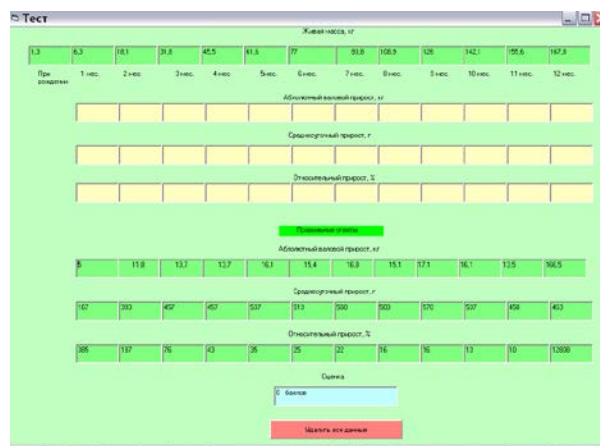 Тест
Живая масса, кг
1,3 6,3 18,1 31,8 45,5 61,6 77 93,8 108,9 126 142,1 155,6 167,8
При рождении 1 мес. 2 мес. 3 мес. 4 мес. 5мес. 6 мес. 7 мес. 8 мес. 9 мес. 10 мес. 11 мес. 12 мес.
Абсолютный валовой прирост, кг
Среднесуточный прирост, г
Относительный прирост, %
Правильные ответы
Абсолютный валовой прирост, кг
5 11,8 13,7 13,7 16,1 15,4 16,8 15,1 17,1 16,1 13,5 166,5
Среднесуточный прирост, г
167 393 457 457 537 513 560 503 570 537
Относительный прирост, %
385 187 76 43 35 25 22 16 16 13 10 12808
Оценка
0 баллов
Удалить все данные